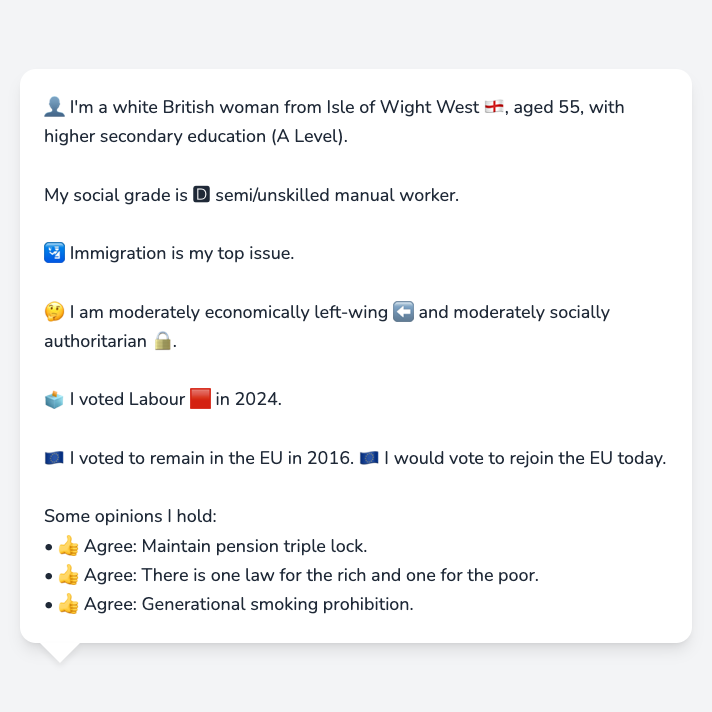 👤 I'm a white British woman from Isle of Wight West 🏴󠁧󠁢󠁥󠁮󠁧󠁿, aged 55, with
higher secondary education (A Level).
My social grade is 🅳 semi/unskilled manual worker.
🛂 Immigration is my top issue.
🤔 I am moderately economically left-wing ⬅️ and moderately socially
authoritarian 🔒.
🗳️ I voted Labour 🟥 in 2024.
🇪🇺 I voted to remain in the EU in 2016. 🇪🇺 I would vote to rejoin the EU today.
Some opinions I hold:
• 👍 Agree: Maintain pension triple lock.
• 👍 Agree: There is one law for the rich and one for the poor.
• 👍 Agree: Generational smoking prohibition.